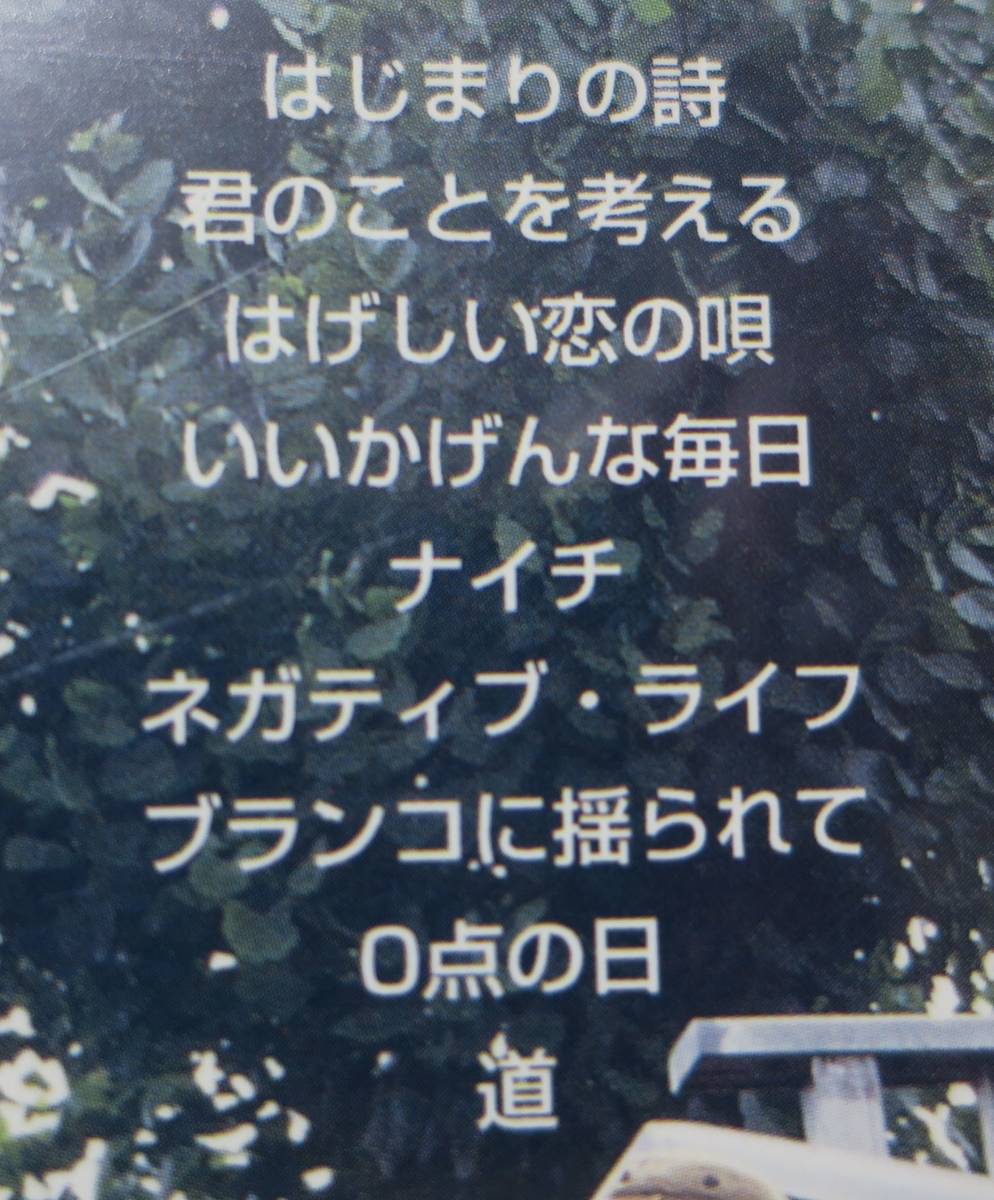 はじまりの詩
君のことを考える
はげしい恋の唄
いいかげんな毎日
ナイチ
ネガティブ・ライフ
ブランコに揺られて
0点の日
道